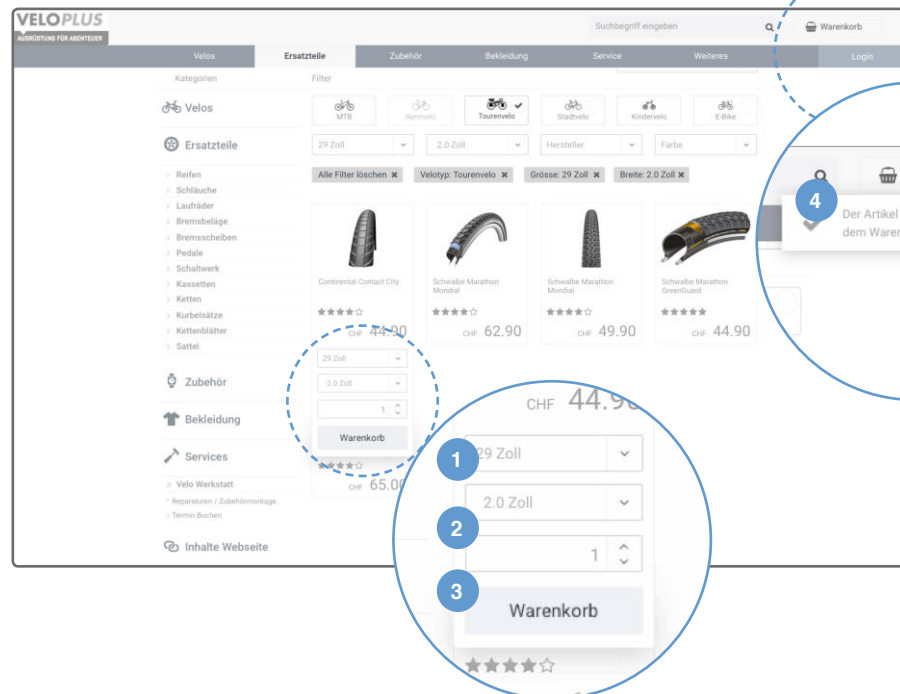 VELOPLUS
AUSRÜSTUNG FÜR ABENTEUER
Suchbegriff eingeben
Warenkorb
Velos
Ersatzteile
Zubehör
Bekleidung
Service
Weiteres
Login
Kategorien
Filter
Velos
MTB
Rennvelo
Tourenvelo
Stadtvelo
Kindervelo
E-Bike
Ersatzteile
29 Zoll
2.0 Zoll
Hersteller
Farbe
Alle Filter löschen ✖
Velotyp: Tourenvelo ✖
Grösse: 29 Zoll ✖
Breite: 2.0 Zoll ✖
> Reifen
> Schläuche
> Laufräder
> Bremsbeläge
> Bremsscheiben
> Pedale
> Schaltwerk
> Kassetten
> Ketten
> Kurbelsätze
> Kettenblätter
> Sattel
Zubehör
Bekleidung
Services
> Velo Werkstatt
> Reparaturen / Zubehörmontage
> Termin Buchen
Inhalte Webseite
Continental Contact City
CHF 44.90
Schwalbe Marathon
Mondial
CHF 62.90
Schwalbe Marathon
Mondial
CHF 49.90
Schwalbe Marathon
GreenGuard
CHF 44.90
29 Zoll
2.0 Zoll
1
Warenkorb
CHF 65.00
4
Der Artikel
dem Waren
CHF 44.90
1
29 Zoll
2.0 Zoll
2
1
3
Warenkorb